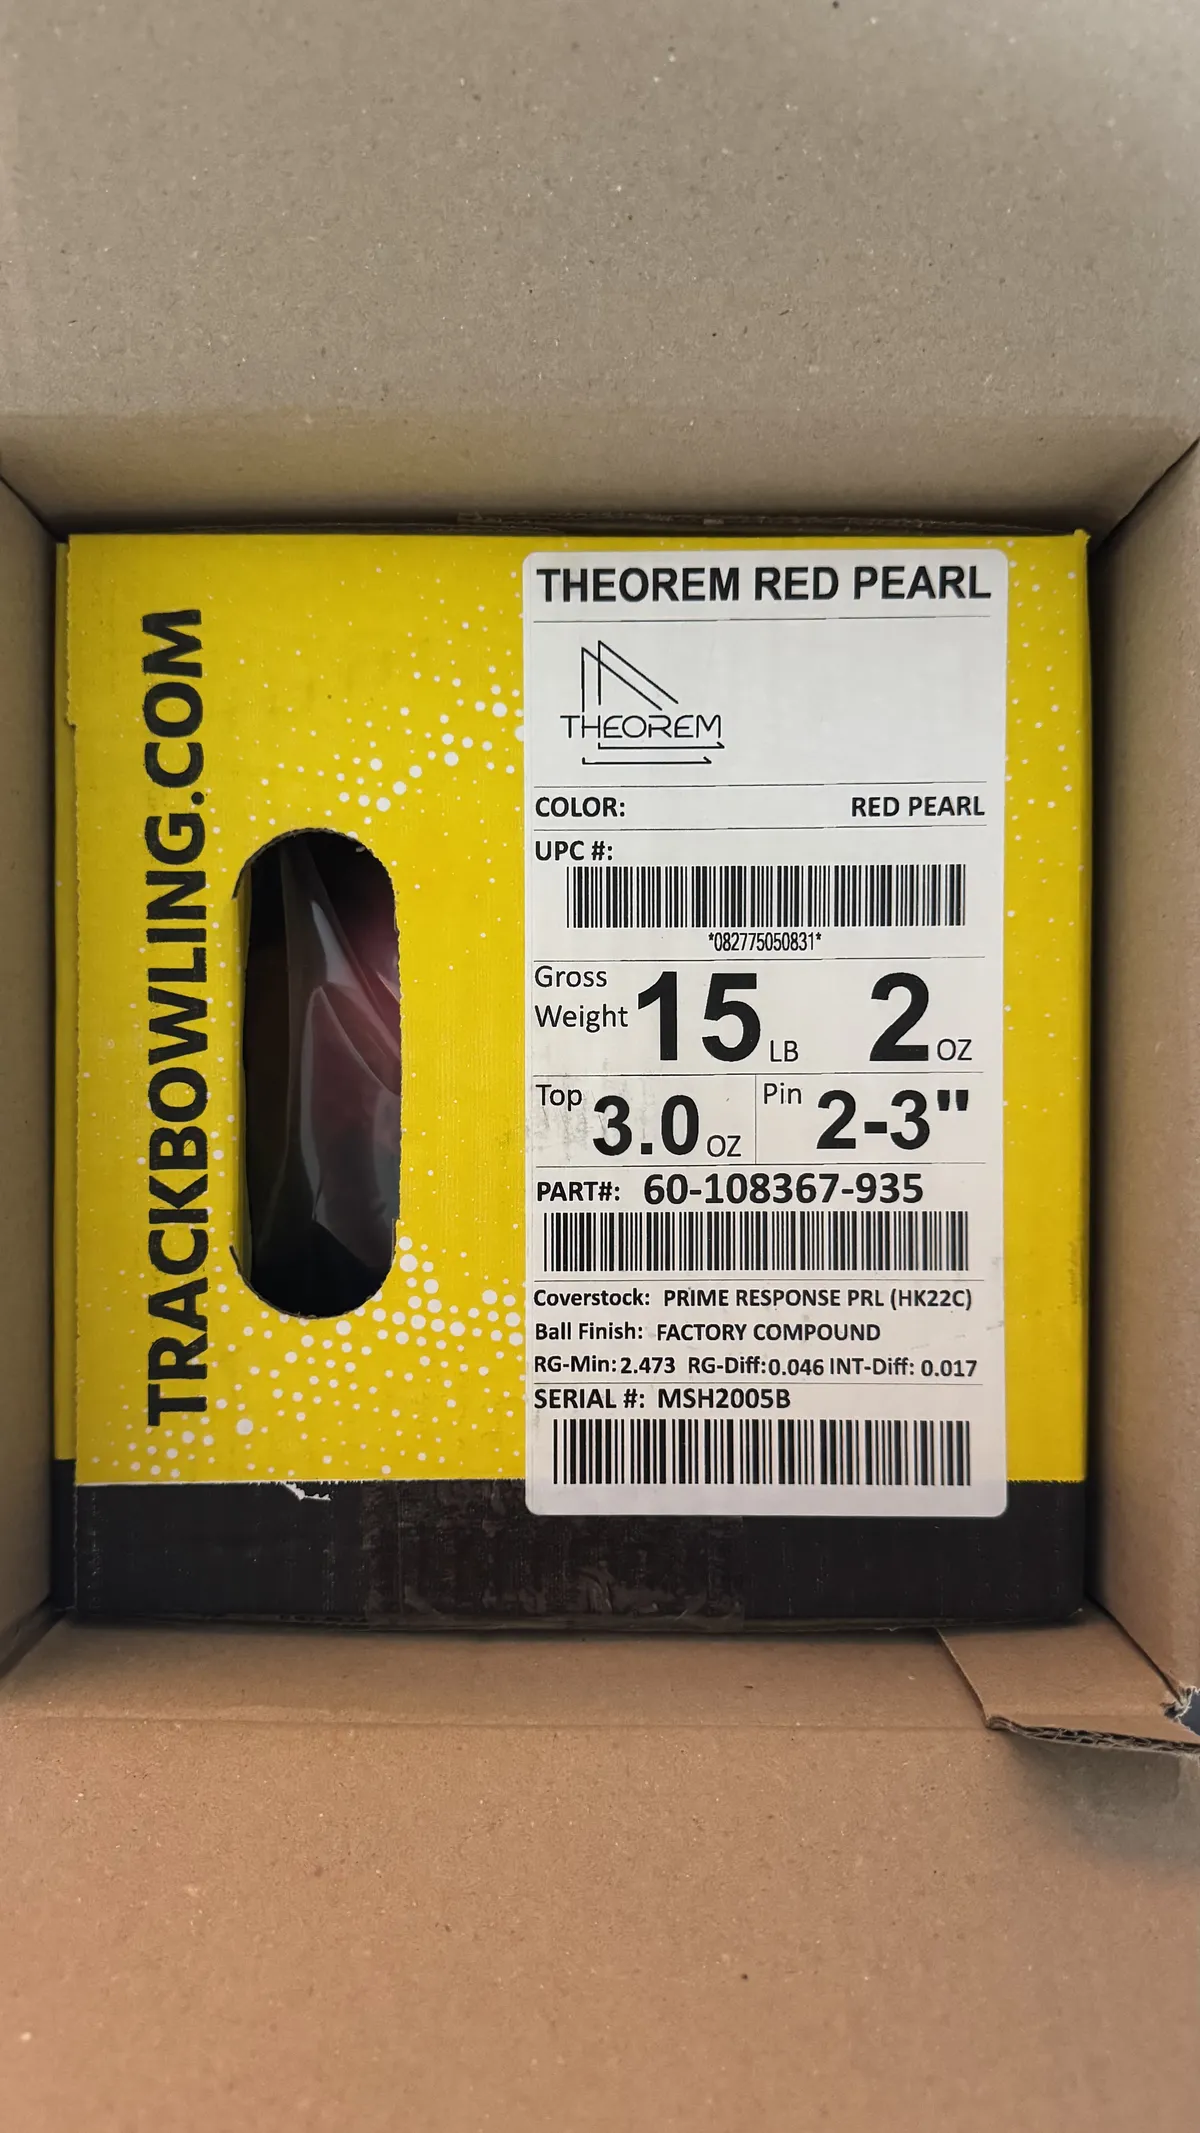 TRACKBOWLING.COM
THEOREM RED PEARL
THEOREM
COLOR: RED PEARL
UPC #:
*082775050831*
Gross Weight 15 LB 2 OZ
Top 3.0 OZ Pin 2-3"
PART#: 60-108367-935
Coverstock: PRIME RESPONSE PRL (HK22C)
Ball Finish: FACTORY COMPOUND
RG-Min: 2.473 RG-Diff: 0.046 INT-Diff: 0.017
SERIAL #: MSH2005B